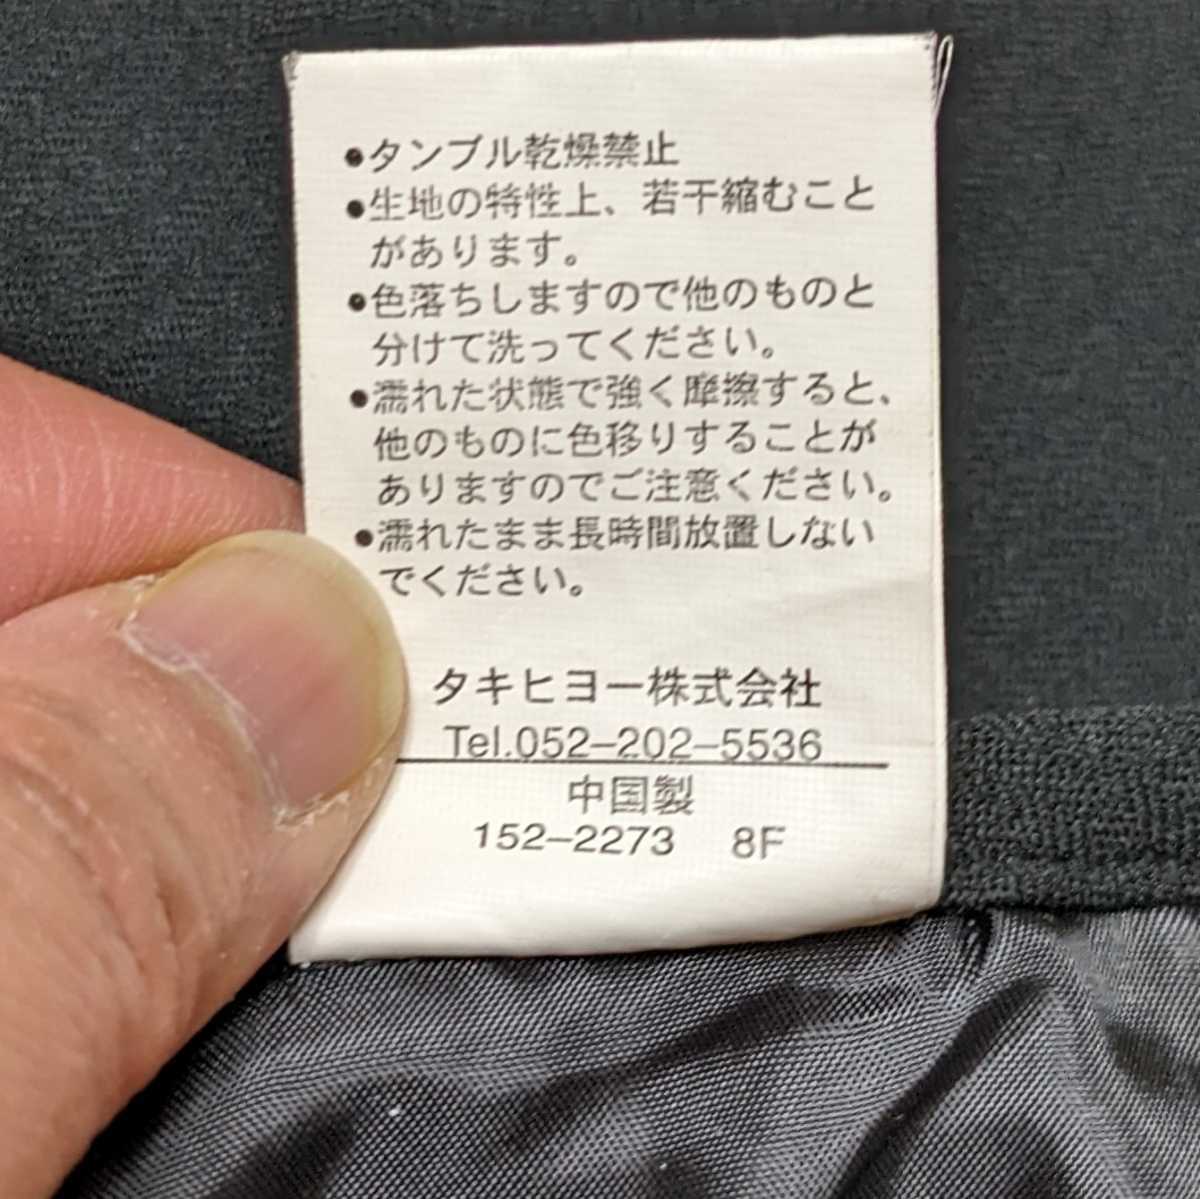 ●タンブル乾燥禁止
●生地の特性上、若干縮むこと
があります。
●色落ちしますので他のものと
分けて洗ってください。
●濡れた状態で強く摩擦すると、
他のものに色移りすることが
ありますのでご注意ください。
●濡れたまま長時間放置しない
でください。
タキヒヨー株式会社
Tel.052-202-5536
中国製
152-2273 8F